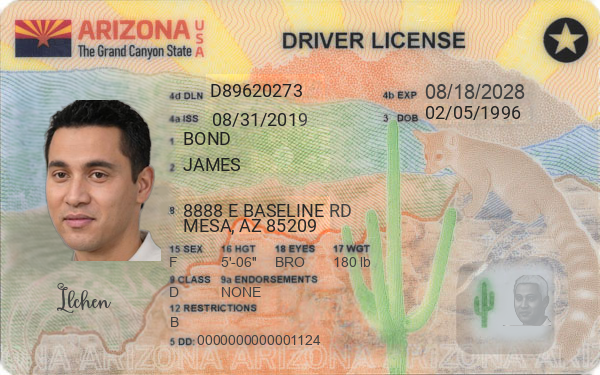 ARIZONA USA
The Grand Canyon State
DRIVER LICENSE
4d DLN D89620273
4b EXP 08/18/2028
4a ISS 08/31/2019
3 DOB 02/05/1996
1 BOND
2 JAMES
8 8888 E BASELINE RD
MESA, AZ 85209
15 SEX 16 HGT 18 EYES 17 WGT
F 5'-06" BRO 180 lb
9 CLASS 9a ENDORSEMENTS
D NONE
12 RESTRICTIONS
B
5 DD: 0000000000001124
Ilchen
ONA ARIZONA ARIZONA ARIZONA ARIZONA AXI